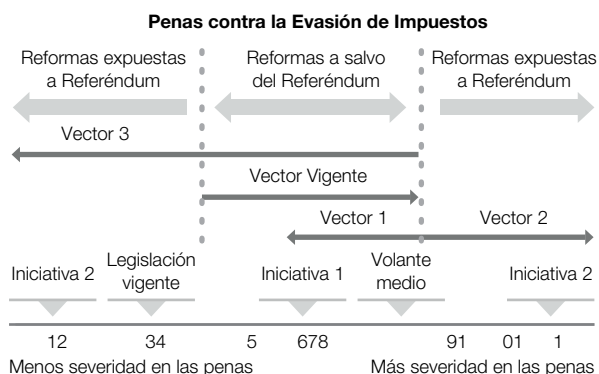 Penas contra la Evasión de Impuestos
Reformas expuestas
a Referéndum
Reformas a salvo
del Referéndum
Reformas expuestas
a Referéndum
Vector 3
Vector Vigente
Vector 1 Vector 2
Iniciativa 2
Legislación
vigente
Iniciativa 1
Volante
medio
Iniciativa 2
12 34 5 678 91 01 1
Menos severidad en las penas Más severidad en las penas